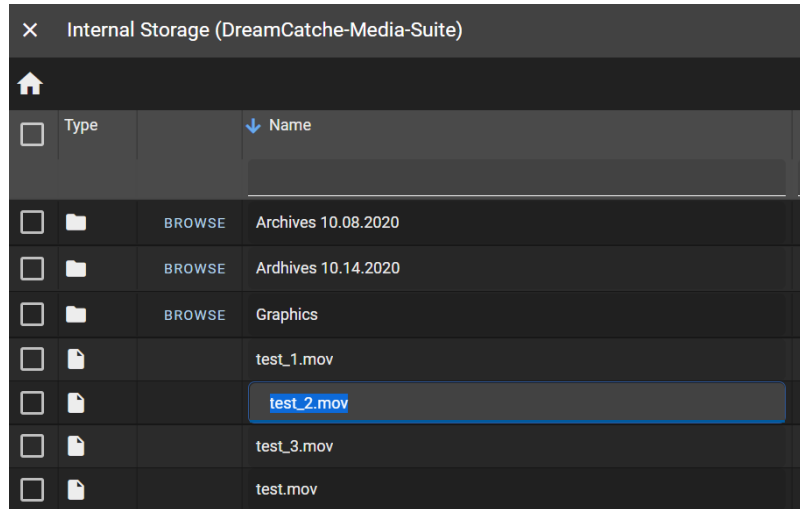 Internal Storage (DreamCatche-Media-Suite)
Type Name
BROWSE Archives 10.08.2020
BROWSE Ardhives 10.14.2020
BROWSE Graphics
test_1.mov
test_2.mov
test_3.mov
test.mov